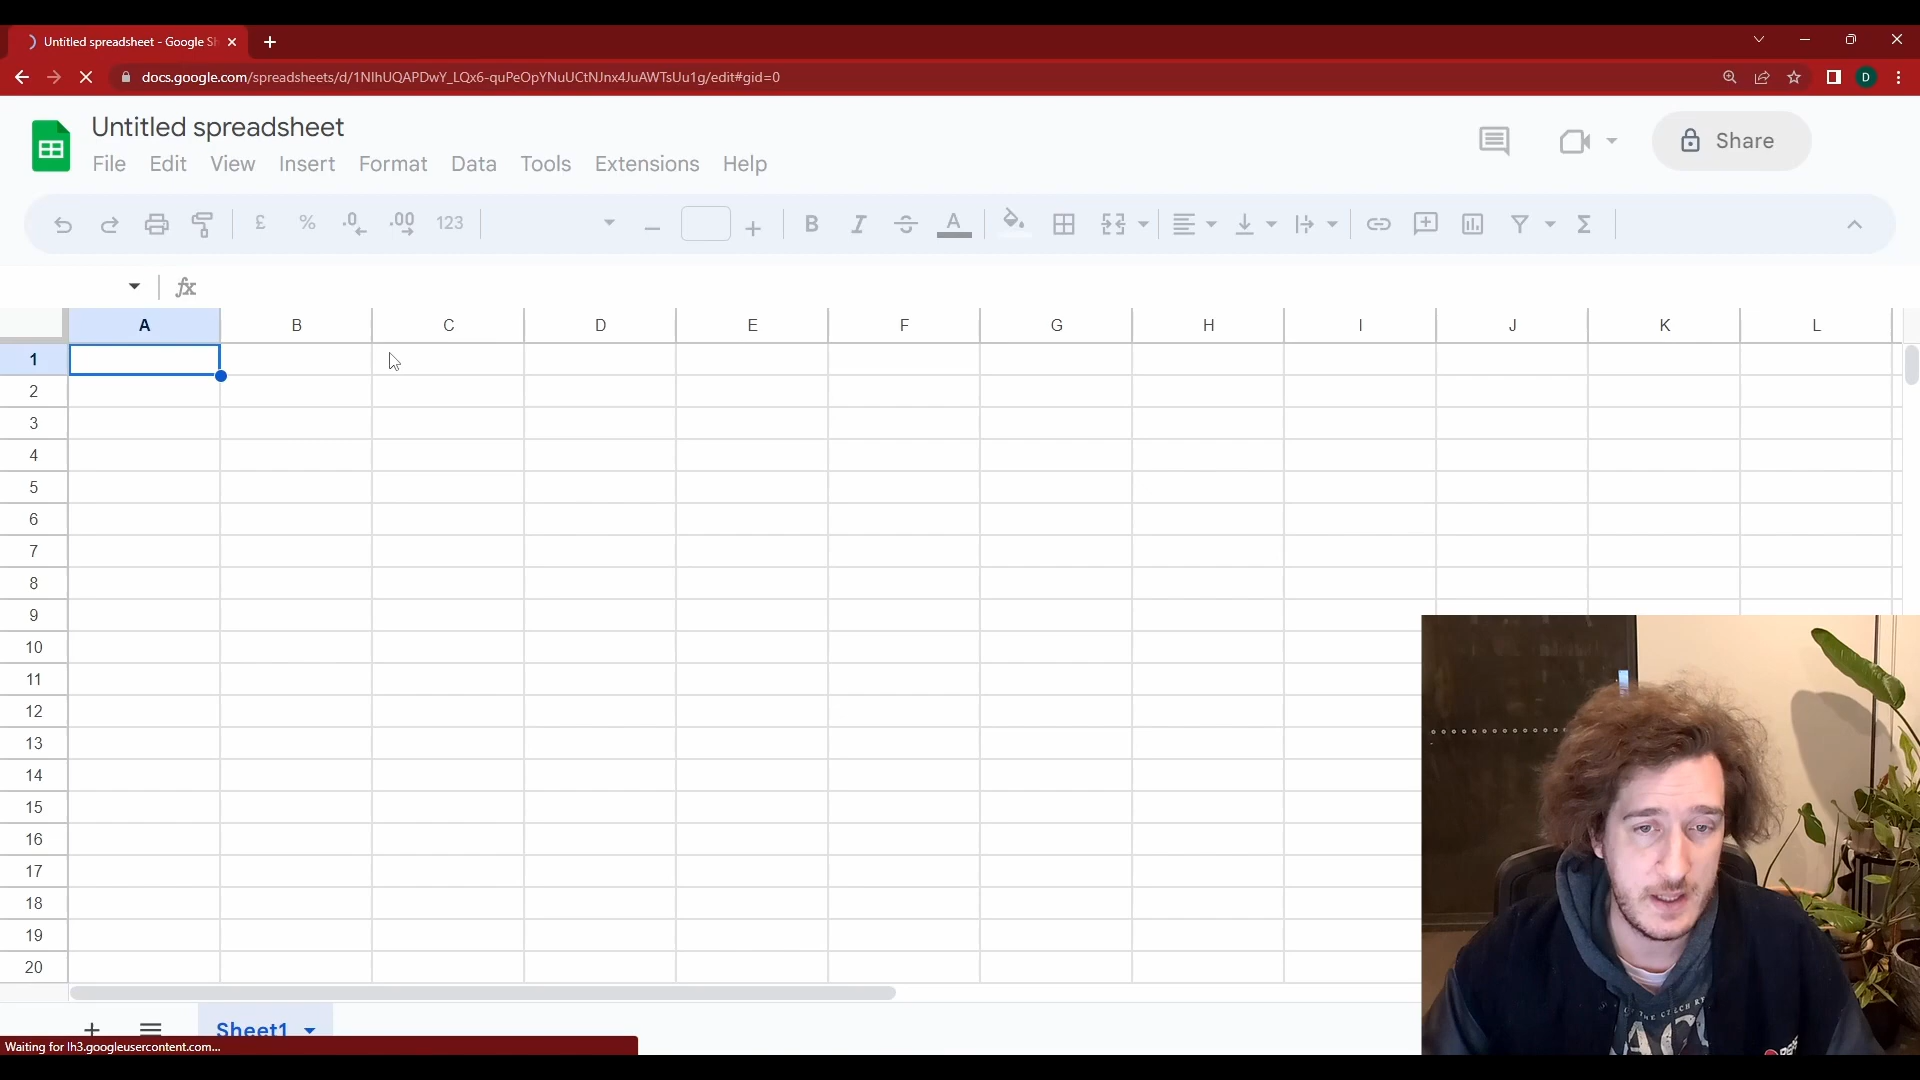 Untitled spreadsheet - Google Sh
docs.google.com/spreadsheets/d/1NlhUQAPDwY_LQx6-quPeOpYNuUCtNJnx4JuAWTsUu1g/edit#gid=0
D
Untitled spreadsheet
File Edit View Insert Format Data Tools Extensions Help
Share
£ % .0 .00 123 B I S A Σ
fx
A B C D E F G H I J K L
1
2
3
4
5
6
7
8
9
10
11
12
13
14
15
16
17
18
19
20
Sheet1
Waiting for lh3.googleusercontent.com...